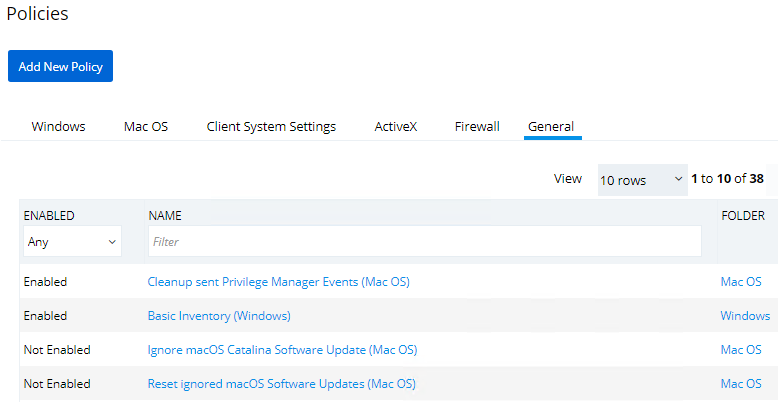 Policies
Add New Policy
Windows Mac OS Client System Settings ActiveX Firewall General
View 10 rows 1 to 10 of 38
ENABLED NAME FOLDER
Any Filter
Enabled Cleanup sent Privilege Manager Events (Mac OS) Mac OS
Enabled Basic Inventory (Windows) Windows
Not Enabled Ignore macOS Catalina Software Update (Mac OS) Mac OS
Not Enabled Reset ignored macOS Software Updates (Mac OS) Mac OS